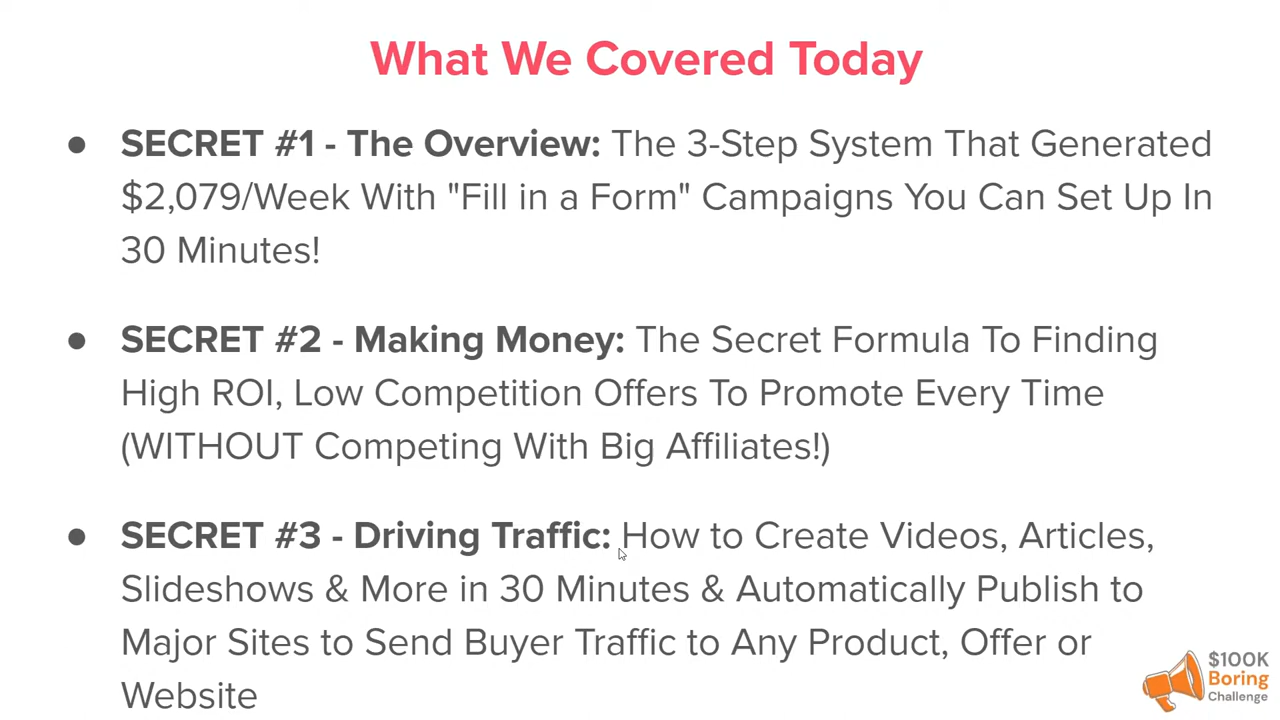 What We Covered Today
● SECRET #1 - The Overview: The 3-Step System That Generated
$2,079/Week With "Fill in a Form" Campaigns You Can Set Up In
30 Minutes!
● SECRET #2 - Making Money: The Secret Formula To Finding
High ROI, Low Competition Offers To Promote Every Time
(WITHOUT Competing With Big Affiliates!)
● SECRET #3 - Driving Traffic: How to Create Videos, Articles,
Slideshows & More in 30 Minutes & Automatically Publish to
Major Sites to Send Buyer Traffic to Any Product, Offer or
Website
$100K
Boring
Challenge